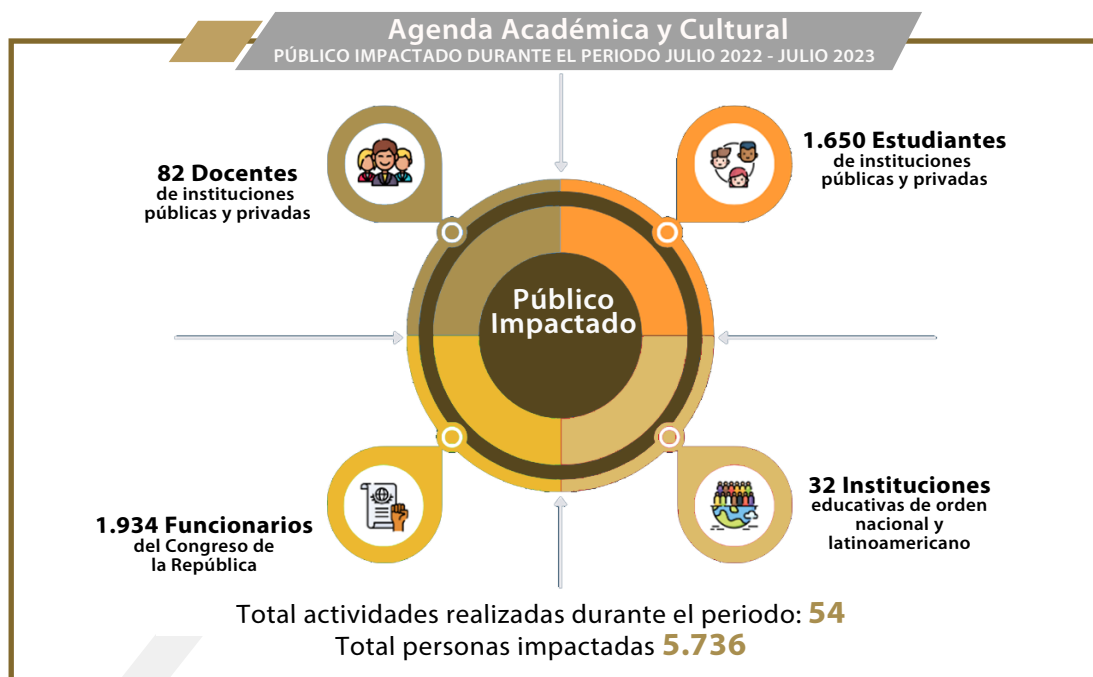 Agenda Académica y Cultural
PÚBLICO IMPACTADO DURANTE EL PERIODO JULIO 2022 - JULIO 2023
82 Docentes
de instituciones
públicas y privadas
1.650 Estudiantes
de instituciones
públicas y privadas
Público
Impactado
1.934 Funcionarios
del Congreso de
la República
32 Instituciones
educativas de orden
nacional y
latinoamericano
Total actividades realizadas durante el periodo: 54
Total personas impactadas 5.736